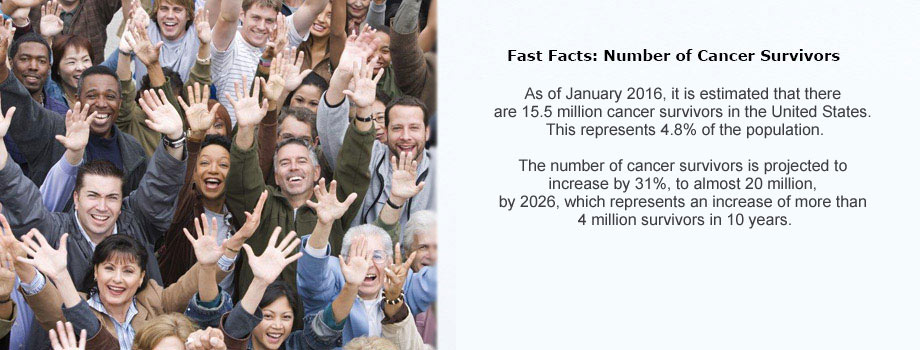 Fast Facts: Number of Cancer Survivors
As of January 2016, it is estimated that there
are 15.5 million cancer survivors in the United States.
This represents 4.8% of the population.
The number of cancer survivors is projected to
increase by 31%, to almost 20 million,
by 2026, which represents an increase of more than
4 million survivors in 10 years.